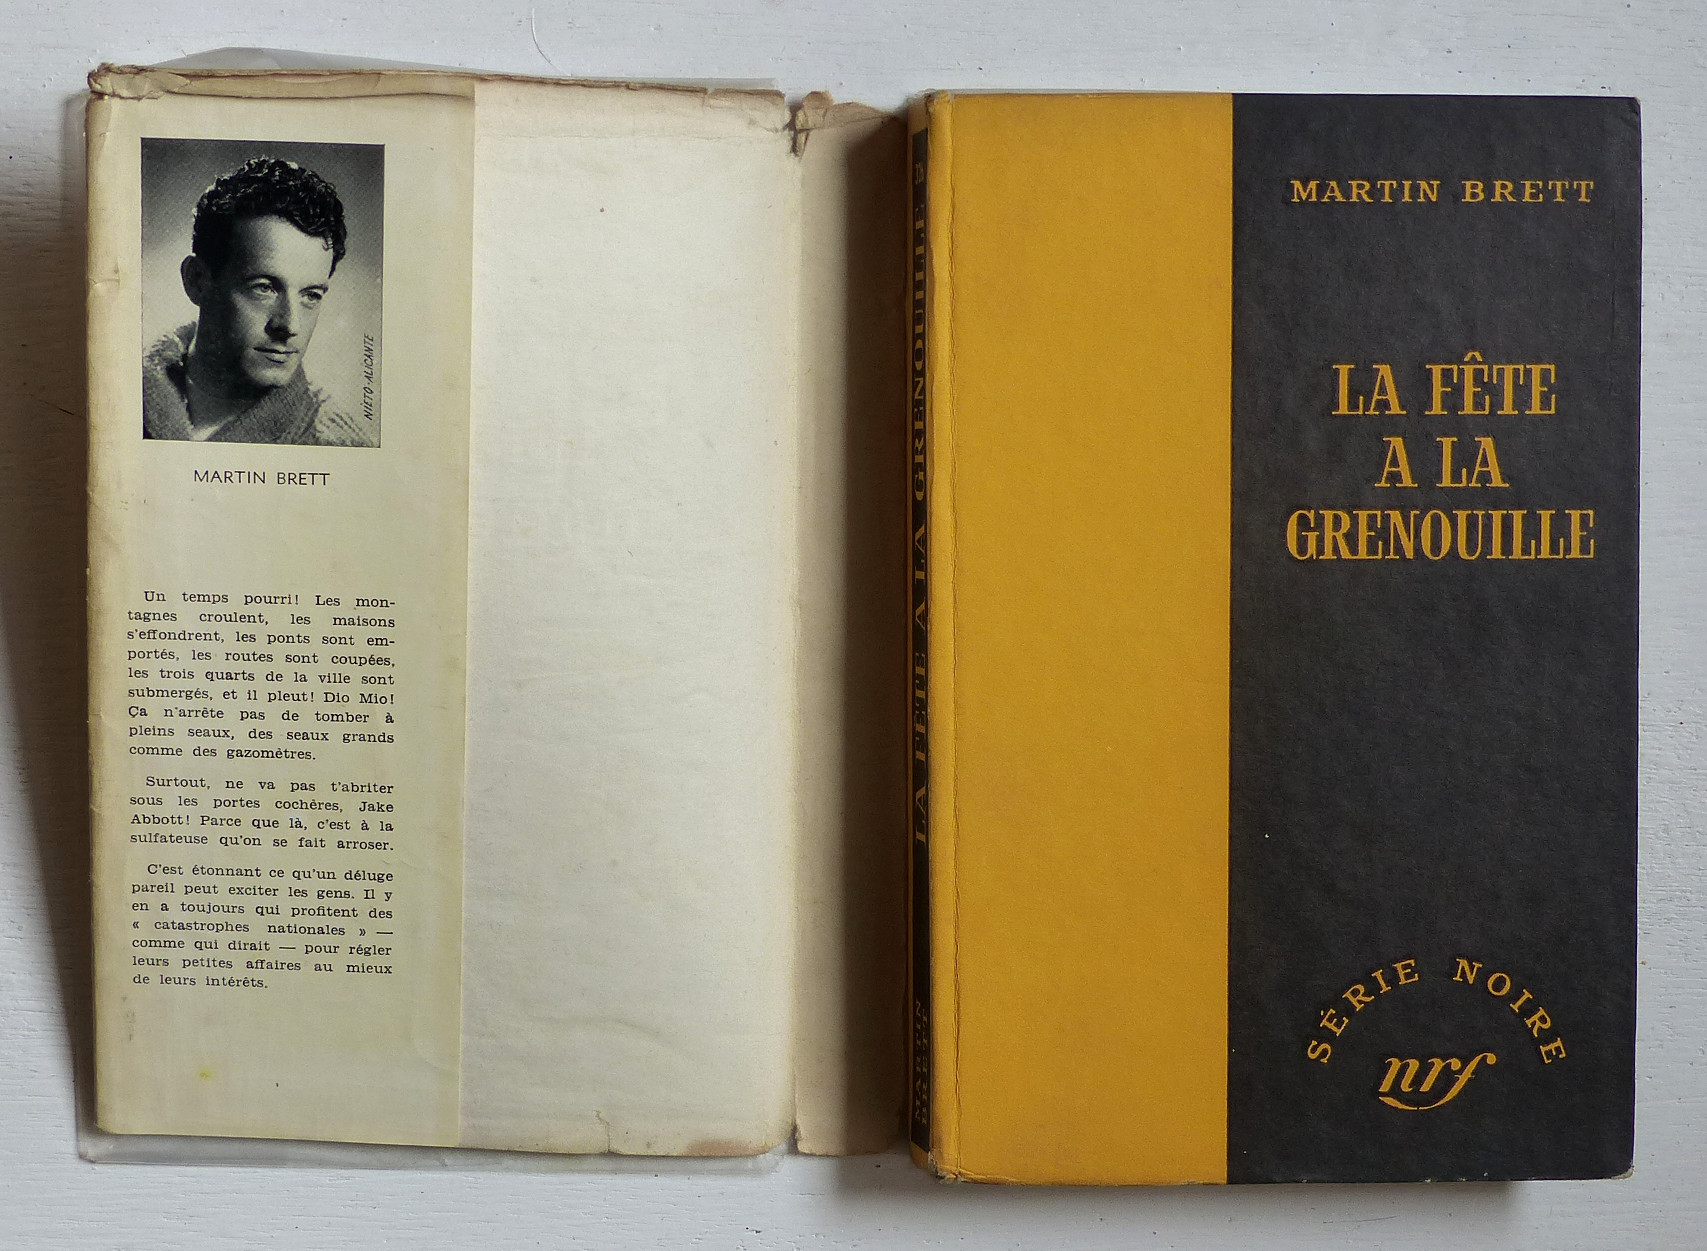 NIETO-ALICANTE
MARTIN BRETT
Un temps pourri! Les mon-
tagnes croulent, les maisons
s'effondrent, les ponts sont em-
portés, les routes sont coupées,
les trois quarts de la ville sont
submergés, et il pleut! Dio Mio!
Ça n'arrête pas de tomber à
pleins seaux, des seaux grands
comme des gazomètres.
Surtout, ne va pas t'abriter
sous les portes cochères, Jake
Abbott! Parce que là, c'est à la
sulfateuse qu'on se fait arroser.
C'est étonnant ce qu'un déluge
pareil peut exciter les gens. Il y
en a toujours qui profitent des
« catastrophes nationales » —
comme qui dirait — pour régler
leurs petites affaires au mieux
de leurs intérêts.
LA FÊTE A LA GRENOUILLE
MARTIN
BRETT
MARTIN BRETT
LA FÊTE
A LA
GRENOUILLE
SÉRIE NOIRE
nrf